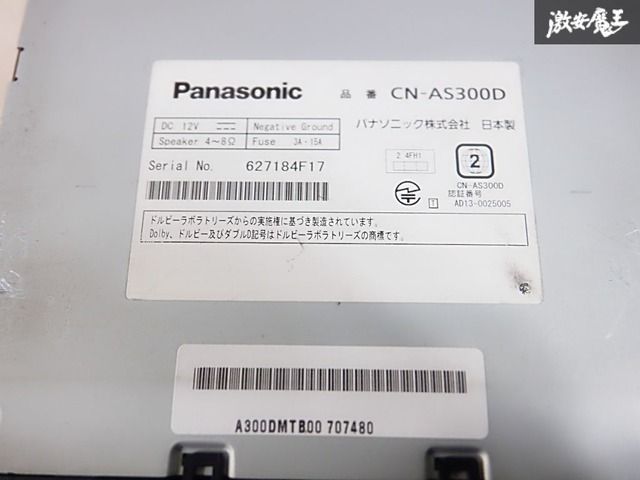 激安魔王
Panasonic 品番 CN-AS300D
DC 12V Negative Ground
Speaker 4～8Ω Fuse 3A・15A
パナソニック株式会社 日本製
Serial No. 627184F17
2.4FH1
2
CN-AS300D
認証番号
1 AD13-0025005
ドルビーラボラトリーズからの実施権に基づき製造されています。
Dolby、ドルビー及びダブルD記号はドルビーラボラトリーズの商標です。
A300DMTB00 707480